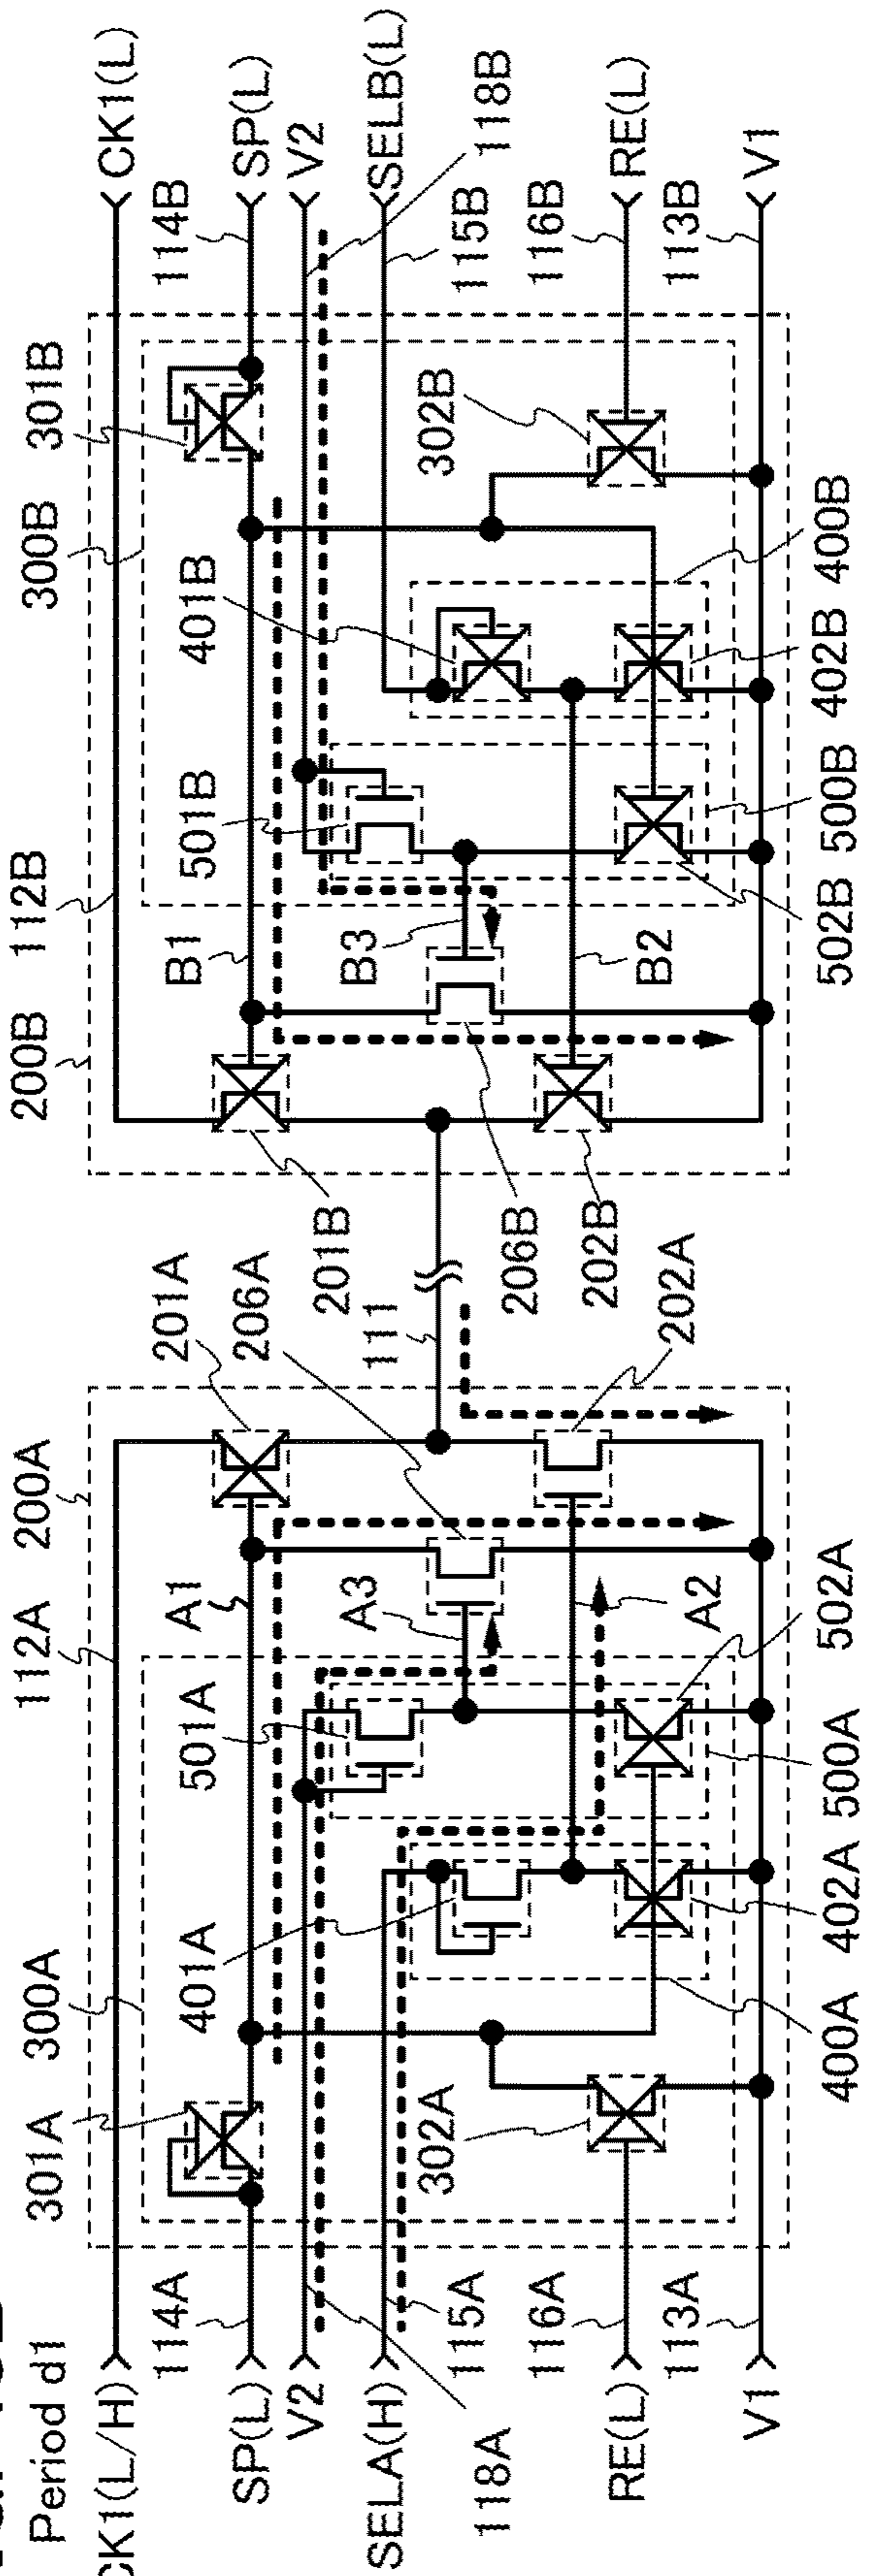 Period d1
CK1(L/H)
SP(L)
V2
SELA(H)
RE(L)
V1
114A
118A
115A
116A
113A
301A
300A
112A
200A
201A
206A
401A
501A
A1
A3
A2
302A
400A
402A
500A
502A
111
202A
201B
206B
202B
200B
112B
300B
301B
B1
B3
B2
501B
401B
302B
502B
500B
402B
400B
114B
118B
115B
116B
113B
CK1(L)
SP(L)
V2
SELB(L)
RE(L)
V1